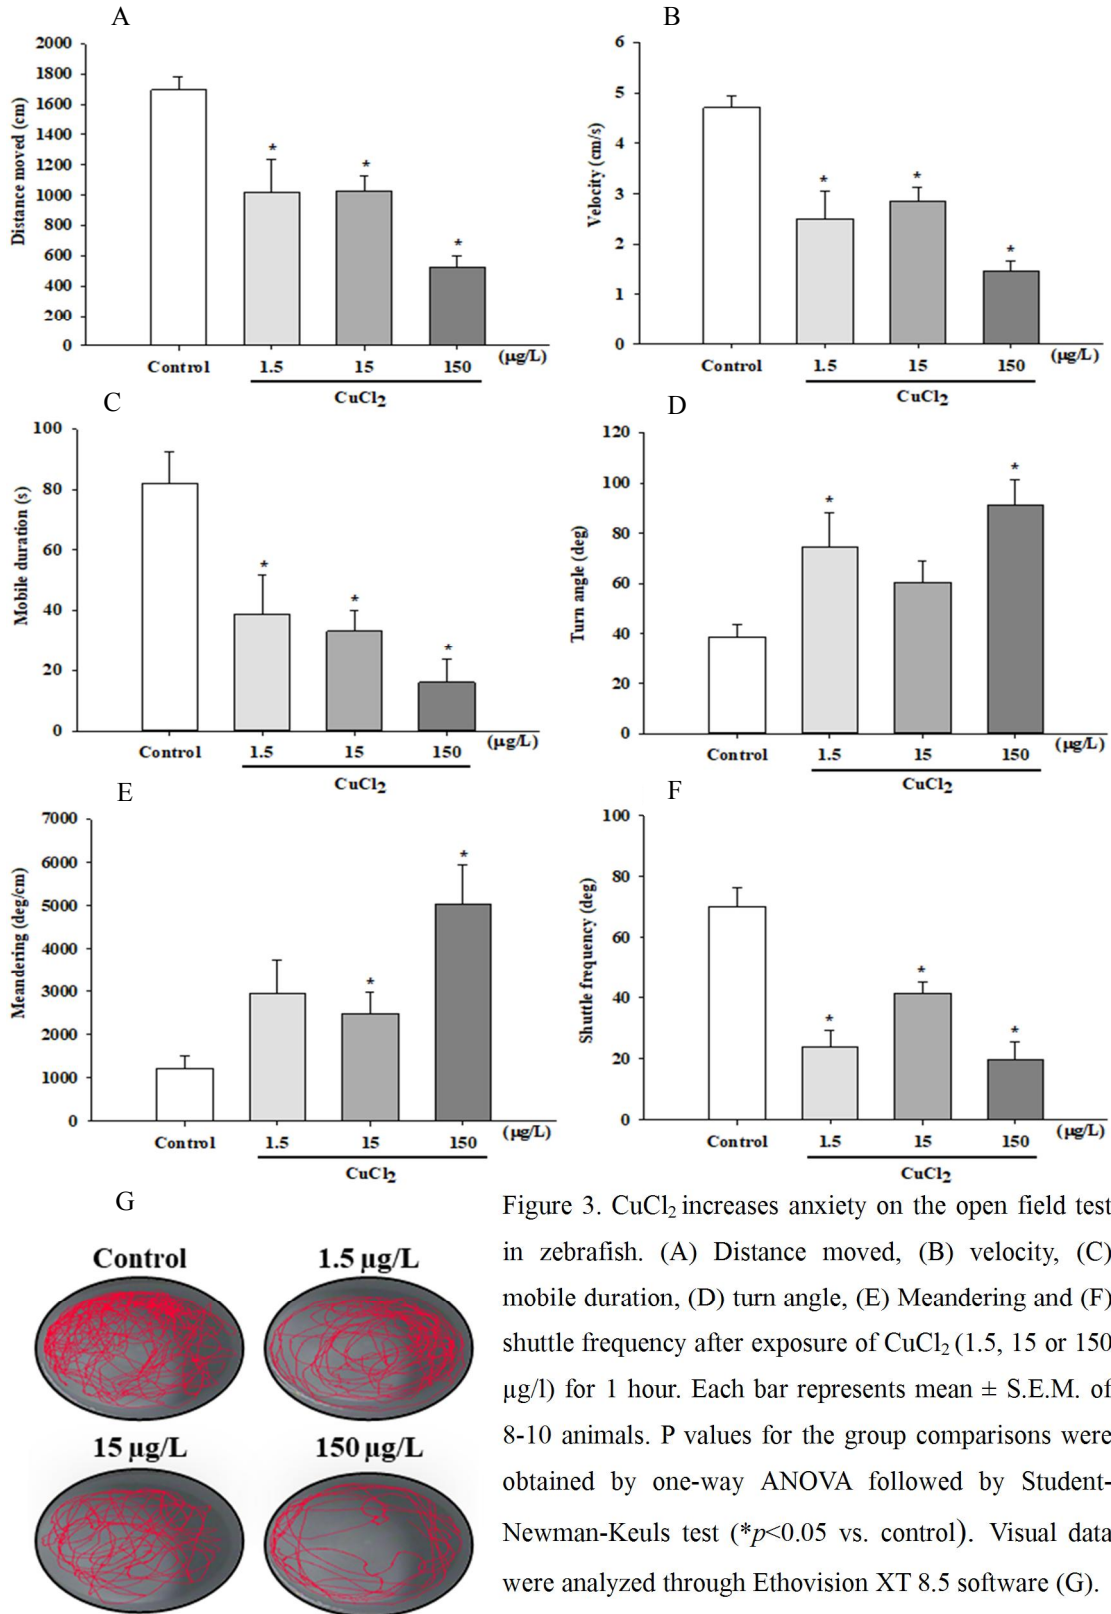 A
2000
1800
1600
1400
1200
1000
800
600
400
200
0
Distance moved (cm)
*
*
*
Control
1.5
15
150
(µg/L)
CuCl2
B
6
5
4
3
2
1
0
Velocity (cm/s)
*
*
*
Control
1.5
15
150
(µg/L)
CuCl2
C
100
80
60
40
20
0
Mobile duration (s)
*
*
*
Control
1.5
15
150
(µg/L)
CuCl2
D
120
100
80
60
40
20
0
Turn angle (deg)
*
*
Control
1.5
15
150
(µg/L)
CuCl2
E
7000
6000
5000
4000
3000
2000
1000
0
Meandering (deg/cm)
*
*
Control
1.5
15
150
(µg/L)
CuCl2
F
100
80
60
40
20
0
Shuttle frequency (deg)
*
*
*
Control
1.5
15
150
(µg/L)
CuCl2
G
Control
1.5 µg/L
15 µg/L
150 µg/L
Figure 3. CuCl2 increases anxiety on the open field test
in zebrafish. (A) Distance moved, (B) velocity, (C)
mobile duration, (D) turn angle, (E) Meandering and (F)
shuttle frequency after exposure of CuCl2 (1.5, 15 or 150
µg/l) for 1 hour. Each bar represents mean ± S.E.M. of
8-10 animals. P values for the group comparisons were
obtained by one-way ANOVA followed by Student-
Newman-Keuls test (*p<0.05 vs. control). Visual data
were analyzed through Ethovision XT 8.5 software (G).